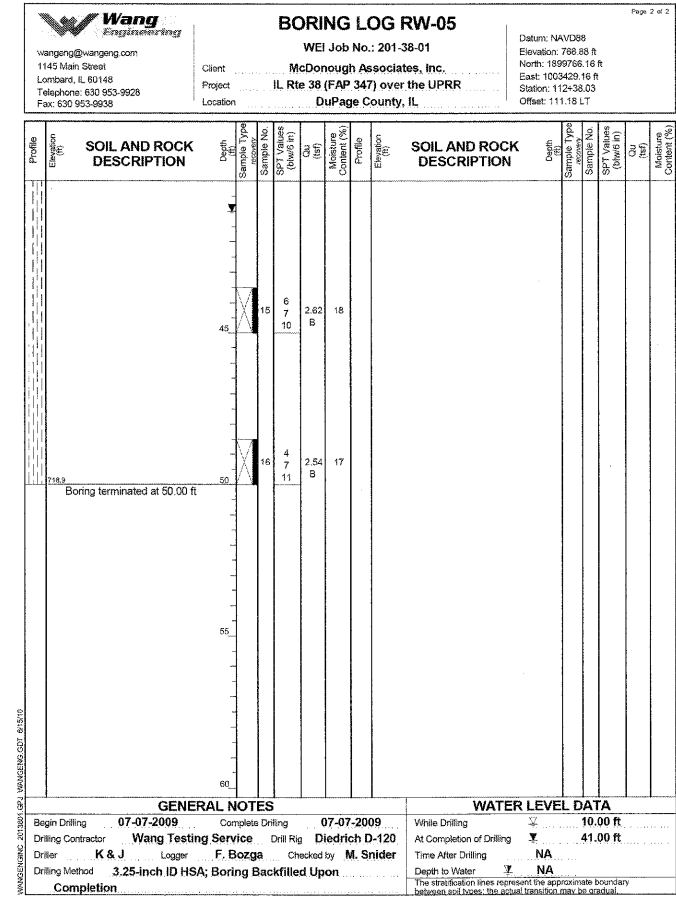 Page 2 of 2
Wang Engineering
wangeng@wangeng.com
1145 Main Street
Lombard, IL 60148
Telephone: 630 953-9928
Fax: 630 953-9938
BORING LOG RW-05
WEI Job No.: 201-38-01
Client McDonough Associates, Inc.
Project IL Rte 38 (FAP 347) over the UPRR
Location DuPage County, IL
Datum: NAVD88
Elevation: 768.88 ft
North: 1899766.16 ft
East: 1003429.16 ft
Station: 112+38.03
Offset: 111.18 LT
Profile
Elevation (ft)
SOIL AND ROCK DESCRIPTION
Depth (ft)
Sample Type
recovery
Sample No.
SPT Values (blw/6 in)
Qu (tsf)
Moisture Content (%)
Profile
Elevation (ft)
SOIL AND ROCK DESCRIPTION
Depth (ft)
Sample Type
recovery
Sample No.
SPT Values (blw/6 in)
Qu (tsf)
Moisture Content (%)
45
15
6
7
10
2.62 B
18
50
16
4
7
11
2.54 B
17
718.9
Boring terminated at 50.00 ft
55
60
GENERAL NOTES
Begin Drilling 07-07-2009 Complete Drilling 07-07-2009
Drilling Contractor Wang Testing Service Drill Rig Diedrich D-120
Driller K & J Logger F. Bozga Checked by M. Snider
Drilling Method 3.25-inch ID HSA; Boring Backfilled Upon
Completion
WATER LEVEL DATA
While Drilling 10.00 ft
At Completion of Drilling 41.00 ft
Time After Drilling NA
Depth to Water NA
The stratification lines represent the approximate boundary
between soil types; the actual transition may be gradual.
WANGENGINC 2013801.GPJ WANGENG.GDT 6/15/10